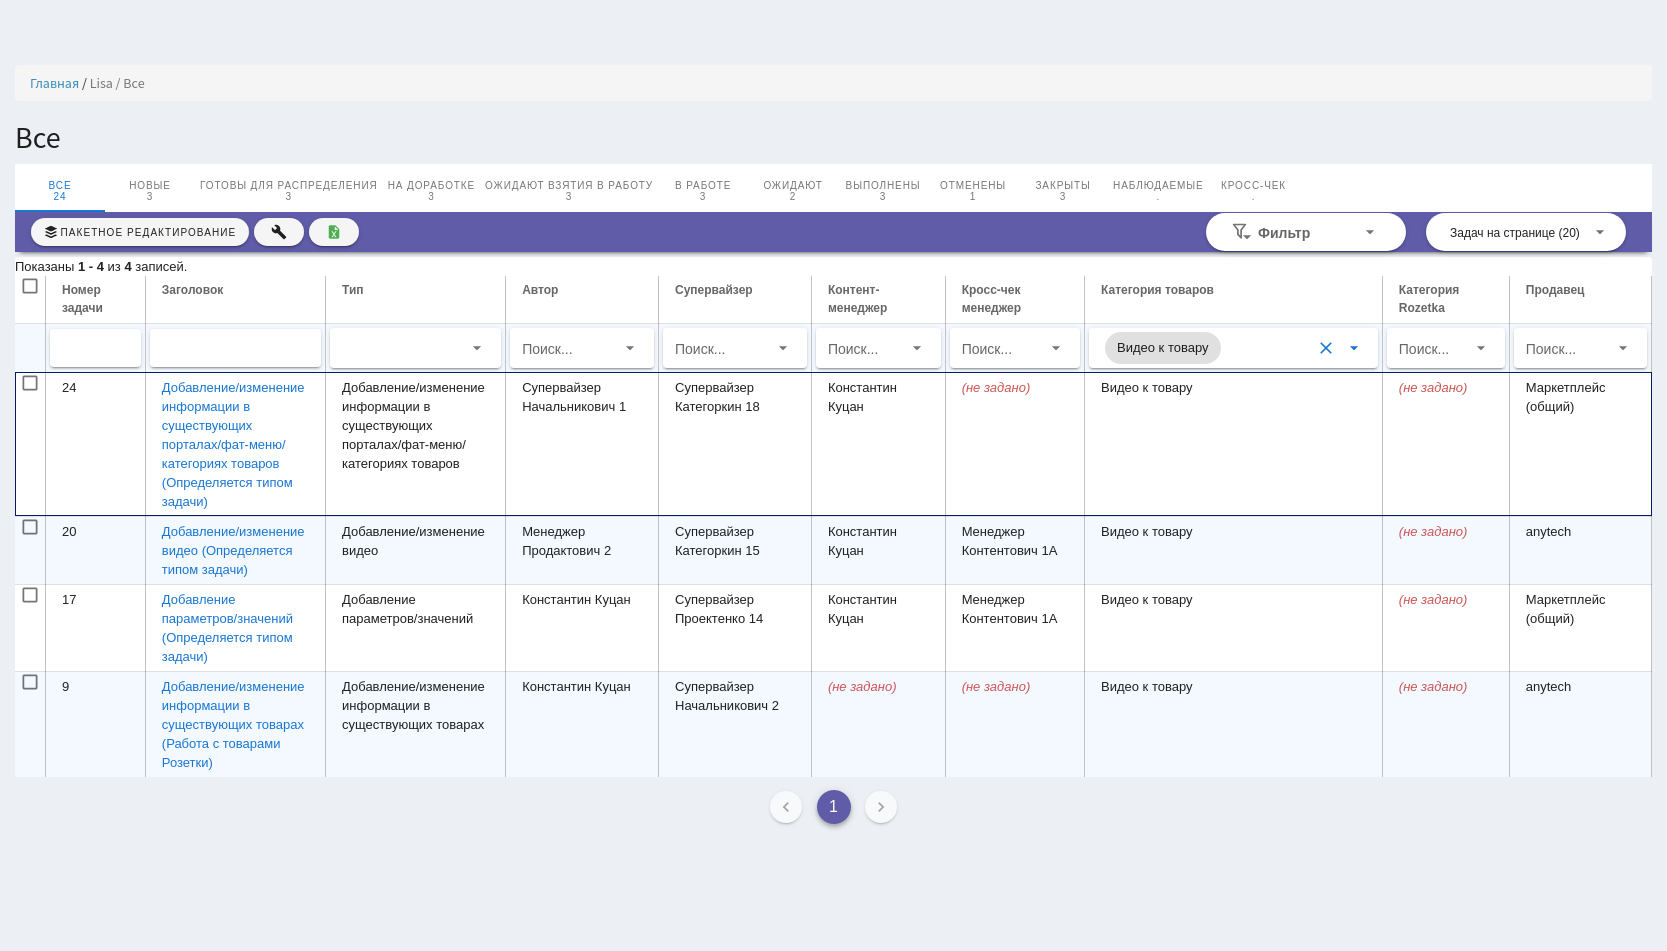 Главная / Lisa / Все
Все
ВСЕ НОВЫЕ ГОТОВЫ ДЛЯ РАСПРЕДЕЛЕНИЯ НА ДОРАБОТКЕ ОЖИДАЮТ ВЗЯТИЯ В РАБОТУ В РАБОТЕ ОЖИДАЮТ ВЫПОЛНЕНЫ ОТМЕНЕНЫ ЗАКРЫТЫ НАБЛЮДАЕМЫЕ КРОСС-ЧЕК
24 3 3 3 3 3 2 3 1 3 . .
ПАКЕТНОЕ РЕДАКТИРОВАНИЕ Фильтр Задач на странице (20)
Показаны 1 - 4 из 4 записей.
Номер
задачи
Заголовок
Тип
Автор
Супервайзер
Контент-
менеджер
Кросс-чек
менеджер
Категория товаров
Категория
Rozetka
Продавец
Поиск... Поиск... Поиск... Поиск... Видео к товару Поиск... Поиск...
24
Добавление/изменение
информации в
существующих
порталах/фат-меню/
категориях товаров
(Определяется типом
задачи)
Добавление/изменение
информации в
существующих
порталах/фат-меню/
категориях товаров
Супервайзер
Начальникович 1
Супервайзер
Категоркин 18
Константин
Куцан
(не задано)
Видео к товару
(не задано)
Маркетплейс
(общий)
20
Добавление/изменение
видео (Определяется
типом задачи)
Добавление/изменение
видео
Менеджер
Продактович 2
Супервайзер
Категоркин 15
Константин
Куцан
Менеджер
Контентович 1А
Видео к товару
(не задано)
anytech
17
Добавление
параметров/значений
(Определяется типом
задачи)
Добавление
параметров/значений
Константин Куцан
Супервайзер
Проектенко 14
Константин
Куцан
Менеджер
Контентович 1А
Видео к товару
(не задано)
Маркетплейс
(общий)
9
Добавление/изменение
информации в
существующих товарах
(Работа с товарами
Розетки)
Добавление/изменение
информации в
существующих товарах
Константин Куцан
Супервайзер
Начальникович 2
(не задано)
(не задано)
Видео к товару
(не задано)
anytech
1